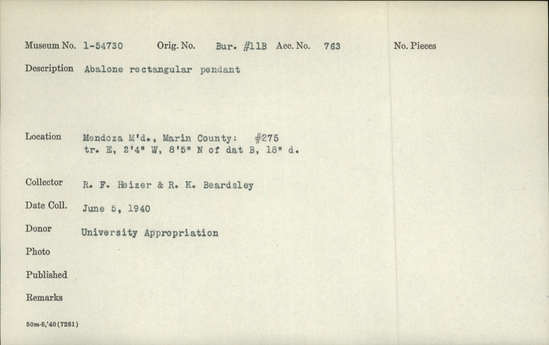 Museum No. 1-54730 Orig. No. Bur. #11B Acc. No. 763 No. Pieces
Description Abalone rectangular pendant
Location Mendoza M'd., Marin County: #275
tr. E, 2'4" W, 8'5" N of dat B, 18" d.
Collector R. F. Heizer & R. K. Beardsley
Date Coll. June 5, 1940
Donor University Appropriation
Photo
Published
Remarks
50m-8,'40(7281)